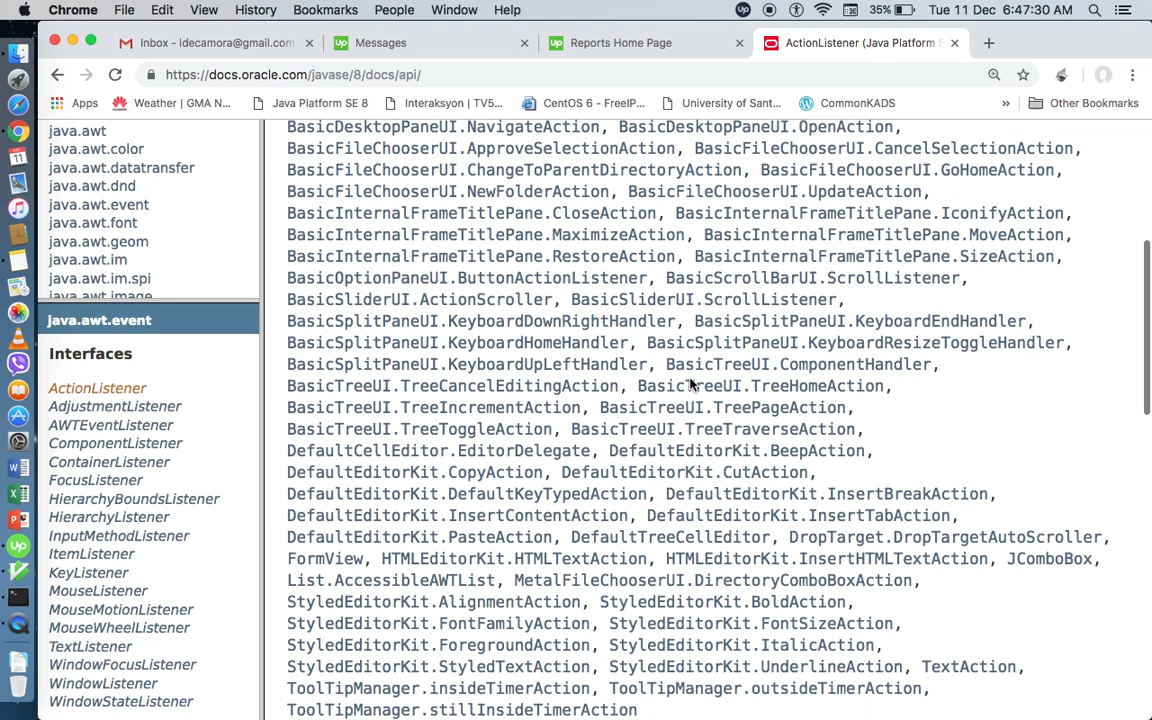 Chrome File Edit View History Bookmarks People Window Help 35% Tue 11 Dec 6:47:30 AM
Inbox - ldecamora@gmail.com Messages Reports Home Page ActionListener (Java Platform S
https://docs.oracle.com/javase/8/docs/api/
Apps Weather | GMA N... Java Platform SE 8 Interaksyon | TV5... CentOS 6 - FreeIP... University of Sant... CommonKADS » Other Bookmarks
java.awt
java.awt.color
java.awt.datatransfer
java.awt.dnd
java.awt.event
java.awt.font
java.awt.geom
java.awt.im
java.awt.im.spi
java.awt.image
java.awt.event
Interfaces
ActionListener
AdjustmentListener
AWTEventListener
ComponentListener
ContainerListener
FocusListener
HierarchyBoundsListener
HierarchyListener
InputMethodListener
ItemListener
KeyListener
MouseListener
MouseMotionListener
MouseWheelListener
TextListener
WindowFocusListener
WindowListener
WindowStateListener
BasicDesktopPaneUI.NavigateAction, BasicDesktopPaneUI.OpenAction,
BasicFileChooserUI.ApproveSelectionAction, BasicFileChooserUI.CancelSelectionAction,
BasicFileChooserUI.ChangeToParentDirectoryAction, BasicFileChooserUI.GoHomeAction,
BasicFileChooserUI.NewFolderAction, BasicFileChooserUI.UpdateAction,
BasicInternalFrameTitlePane.CloseAction, BasicInternalFrameTitlePane.IconifyAction,
BasicInternalFrameTitlePane.MaximizeAction, BasicInternalFrameTitlePane.MoveAction,
BasicInternalFrameTitlePane.RestoreAction, BasicInternalFrameTitlePane.SizeAction,
BasicOptionPaneUI.ButtonActionListener, BasicScrollBarUI.ScrollListener,
BasicSliderUI.ActionScroller, BasicSliderUI.ScrollListener,
BasicSplitPaneUI.KeyboardDownRightHandler, BasicSplitPaneUI.KeyboardEndHandler,
BasicSplitPaneUI.KeyboardHomeHandler, BasicSplitPaneUI.KeyboardResizeToggleHandler,
BasicSplitPaneUI.KeyboardUpLeftHandler, BasicTreeUI.ComponentHandler,
BasicTreeUI.TreeCancelEditingAction, BasicTreeUI.TreeHomeAction,
BasicTreeUI.TreeIncrementAction, BasicTreeUI.TreePageAction,
BasicTreeUI.TreeToggleAction, BasicTreeUI.TreeTraverseAction,
DefaultCellEditor.EditorDelegate, DefaultEditorKit.BeepAction,
DefaultEditorKit.CopyAction, DefaultEditorKit.CutAction,
DefaultEditorKit.DefaultKeyTypedAction, DefaultEditorKit.InsertBreakAction,
DefaultEditorKit.InsertContentAction, DefaultEditorKit.InsertTabAction,
DefaultEditorKit.PasteAction, DefaultTreeCellEditor, DropTarget.DropTargetAutoScroller,
FormView, HTMLEditorKit.HTMLTextAction, HTMLEditorKit.InsertHTMLTextAction, JComboBox,
List.AccessibleAWTList, MetalFileChooserUI.DirectoryComboBoxAction,
StyledEditorKit.AlignmentAction, StyledEditorKit.BoldAction,
StyledEditorKit.FontFamilyAction, StyledEditorKit.FontSizeAction,
StyledEditorKit.ForegroundAction, StyledEditorKit.ItalicAction,
StyledEditorKit.StyledTextAction, StyledEditorKit.UnderlineAction, TextAction,
ToolTipManager.insideTimerAction, ToolTipManager.outsideTimerAction,
ToolTipManager.stillInsideTimerAction